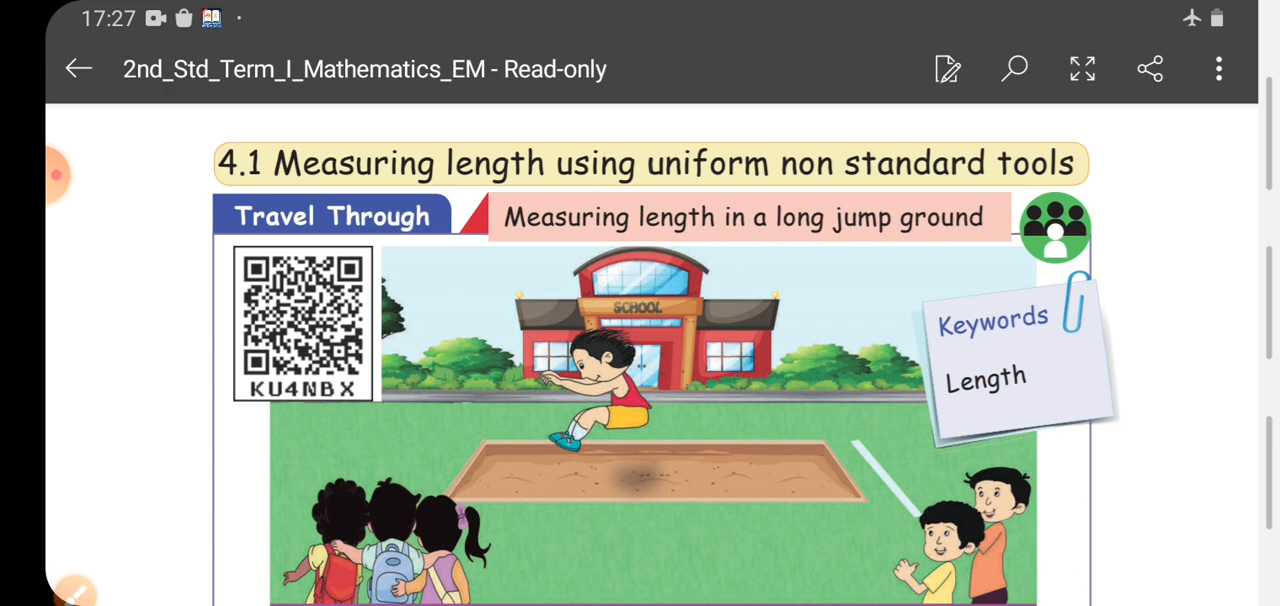 17:27
2nd_Std_Term_I_Mathematics_EM - Read-only
4.1 Measuring length using uniform non standard tools
Travel Through
Measuring length in a long jump ground
KU4NBX
SCHOOL
Keywords
Length